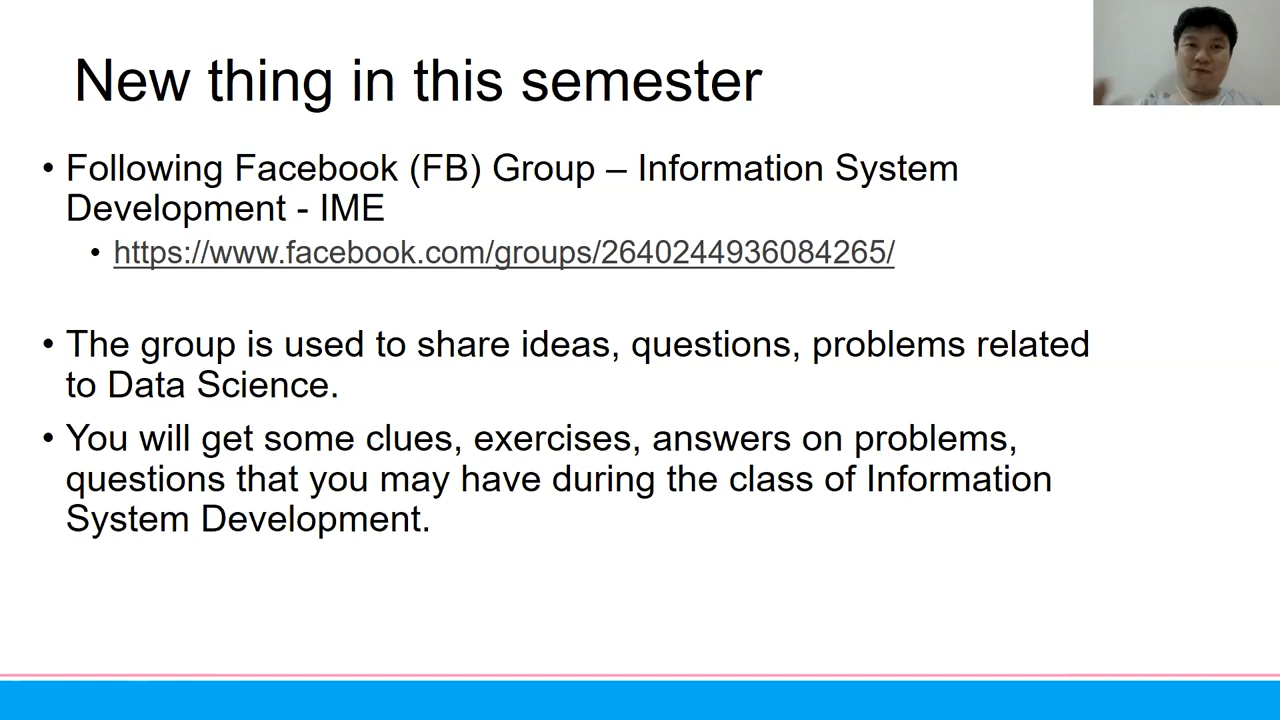 New thing in this semester
• Following Facebook (FB) Group – Information System
Development - IME
• https://www.facebook.com/groups/2640244936084265/
• The group is used to share ideas, questions, problems related
to Data Science.
• You will get some clues, exercises, answers on problems,
questions that you may have during the class of Information
System Development.